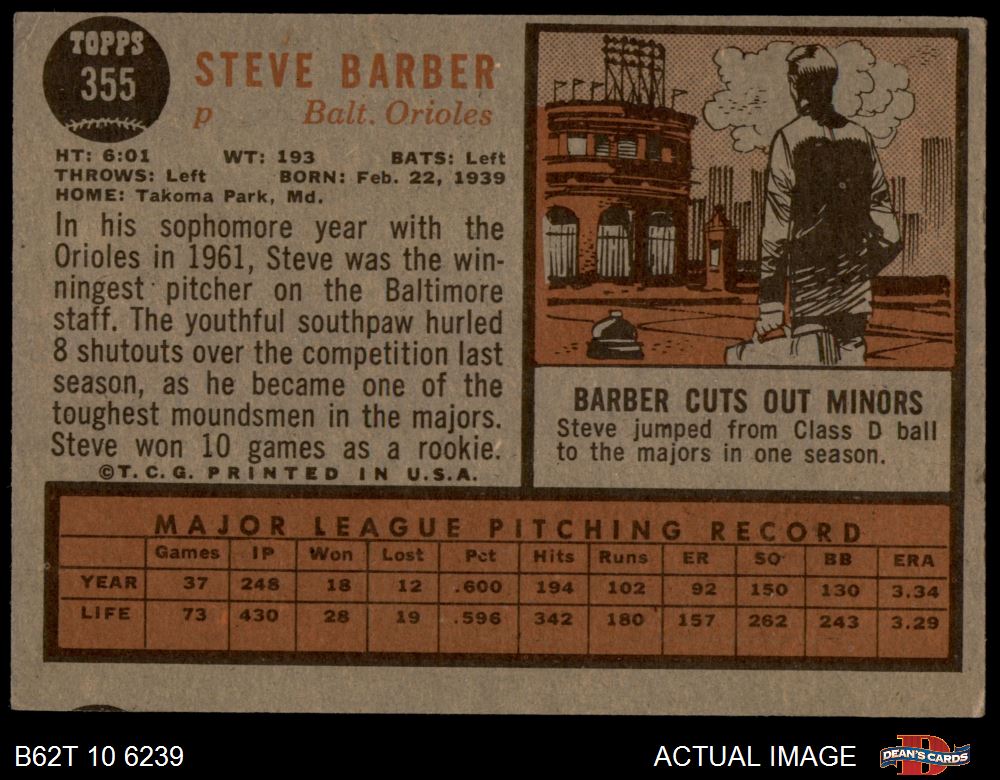 TOPPS
355
STEVE BARBER
p Balt. Orioles
HT: 6:01 WT: 193 BATS: Left
THROWS: Left BORN: Feb. 22, 1939
HOME: Takoma Park, Md.
In his sophomore year with the
Orioles in 1961, Steve was the win-
ningest pitcher on the Baltimore
staff. The youthful southpaw hurled
8 shutouts over the competition last
season, as he became one of the
toughest moundsmen in the majors.
Steve won 10 games as a rookie.
©T.C.G. PRINTED IN U.S.A.
BARBER CUTS OUT MINORS
Steve jumped from Class D ball
to the majors in one season.
MAJOR LEAGUE PITCHING RECORD
Games IP Won Lost Pct Hits Runs ER SO BB ERA
YEAR 37 248 18 12 .600 194 102 92 150 130 3.34
LIFE 73 430 28 19 .596 342 180 157 262 243 3.29
B62T 10 6239 ACTUAL IMAGE DEAN'S CARDS